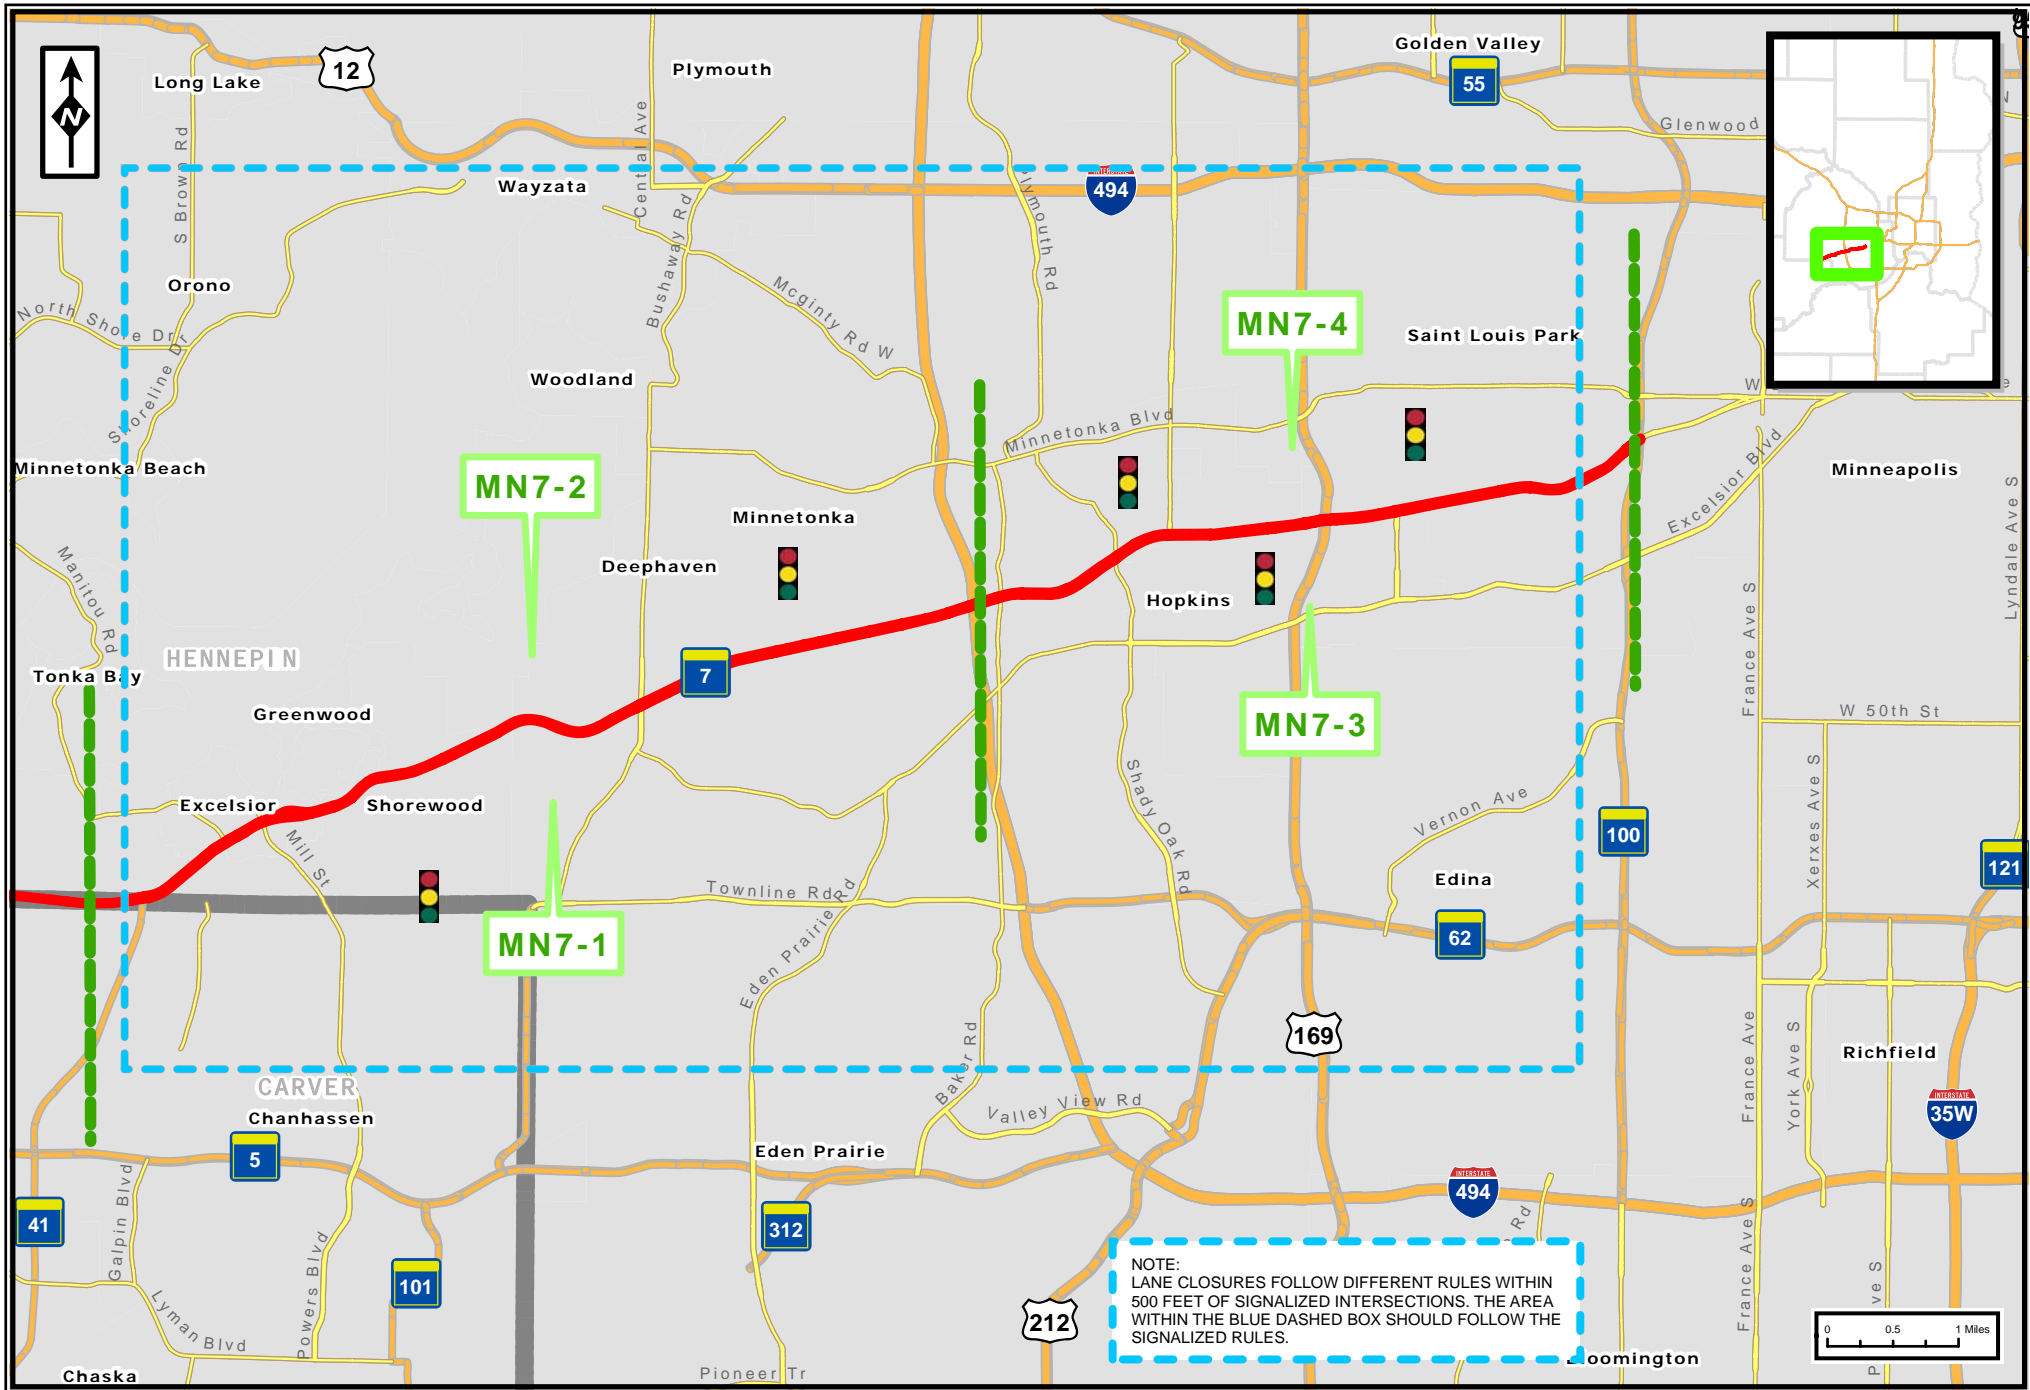 Golden Valley
Plymouth
12
Long Lake
55
N
Glenwood
Central Ave
S Brown Rd
Wayzata
INTERSTATE
494
Plymouth Rd
Bushaway Rd
Orono
North Shore Dr
Mcginty Rd W
MN7-4
Saint Louis Park
Shoreline Dr
Woodland
Minnetonka Blvd
Minnetonka Beach
Excelsior Blvd
Minneapolis
MN7-2
Minnetonka
Lyndale Ave S
Manitou Rd
Deephaven
Hopkins
France Ave S
HENNEPIN
Tonka Bay
7
Greenwood
MN7-3
W 50th St
Excelsior
Shorewood
Mill St
Shady Oak Rd
Vernon Ave
Xerxes Ave S
100
121
Townline Rd
Edina
Eden Prairie Rd
MN7-1
62
169
Baker Rd
York Ave S
France Ave
Richfield
CARVER
Chanhassen
Valley View Rd
INTERSTATE
35W
5
Eden Prairie
INTERSTATE
494
41
Galpin Blvd
312
Rd
France Ave S
101
Powers Blvd
Lyman Blvd
212
NOTE:
LANE CLOSURES FOLLOW DIFFERENT RULES WITHIN
500 FEET OF SIGNALIZED INTERSECTIONS. THE AREA
WITHIN THE BLUE DASHED BOX SHOULD FOLLOW THE
SIGNALIZED RULES.
0 0.5 1 Miles
Bloomington
Chaska
Pioneer Tr